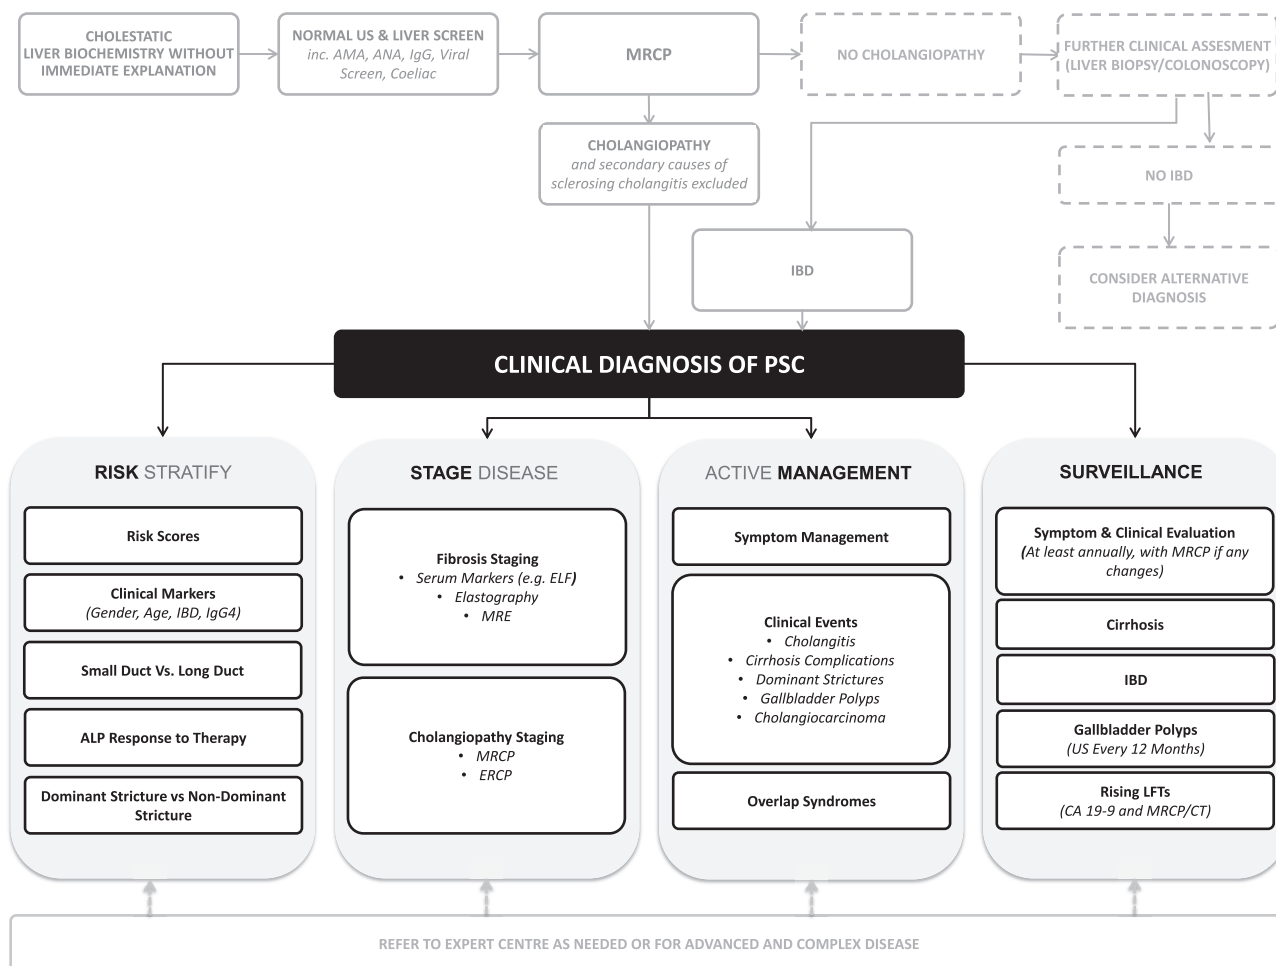 CHOLESTATIC
LIVER BIOCHEMISTRY WITHOUT
IMMEDIATE EXPLANATION
NORMAL US & LIVER SCREEN
inc. AMA, ANA, IgG, Viral
Screen, Coeliac
MRCP
NO CHOLANGIOPATHY
FURTHER CLINICAL ASSESMENT
(LIVER BIOPSY/COLONOSCOPY)
CHOLANGIOPATHY
and secondary causes of
sclerosing cholangitis excluded
NO IBD
IBD
CONSIDER ALTERNATIVE
DIAGNOSIS
CLINICAL DIAGNOSIS OF PSC
RISK STRATIFY
Risk Scores
Clinical Markers
(Gender, Age, IBD, IgG4)
Small Duct Vs. Long Duct
ALP Response to Therapy
Dominant Stricture vs Non-Dominant
Stricture
STAGE DISEASE
Fibrosis Staging
• Serum Markers (e.g. ELF)
• Elastography
• MRE
Cholangiopathy Staging
• MRCP
• ERCP
ACTIVE MANAGEMENT
Symptom Management
Clinical Events
• Cholangitis
• Cirrhosis Complications
• Dominant Strictures
• Gallbladder Polyps
• Cholangiocarcinoma
Overlap Syndromes
SURVEILLANCE
Symptom & Clinical Evaluation
(At least annually, with MRCP if any
changes)
Cirrhosis
IBD
Gallbladder Polyps
(US Every 12 Months)
Rising LFTs
(CA 19-9 and MRCP/CT)
REFER TO EXPERT CENTRE AS NEEDED OR FOR ADVANCED AND COMPLEX DISEASE